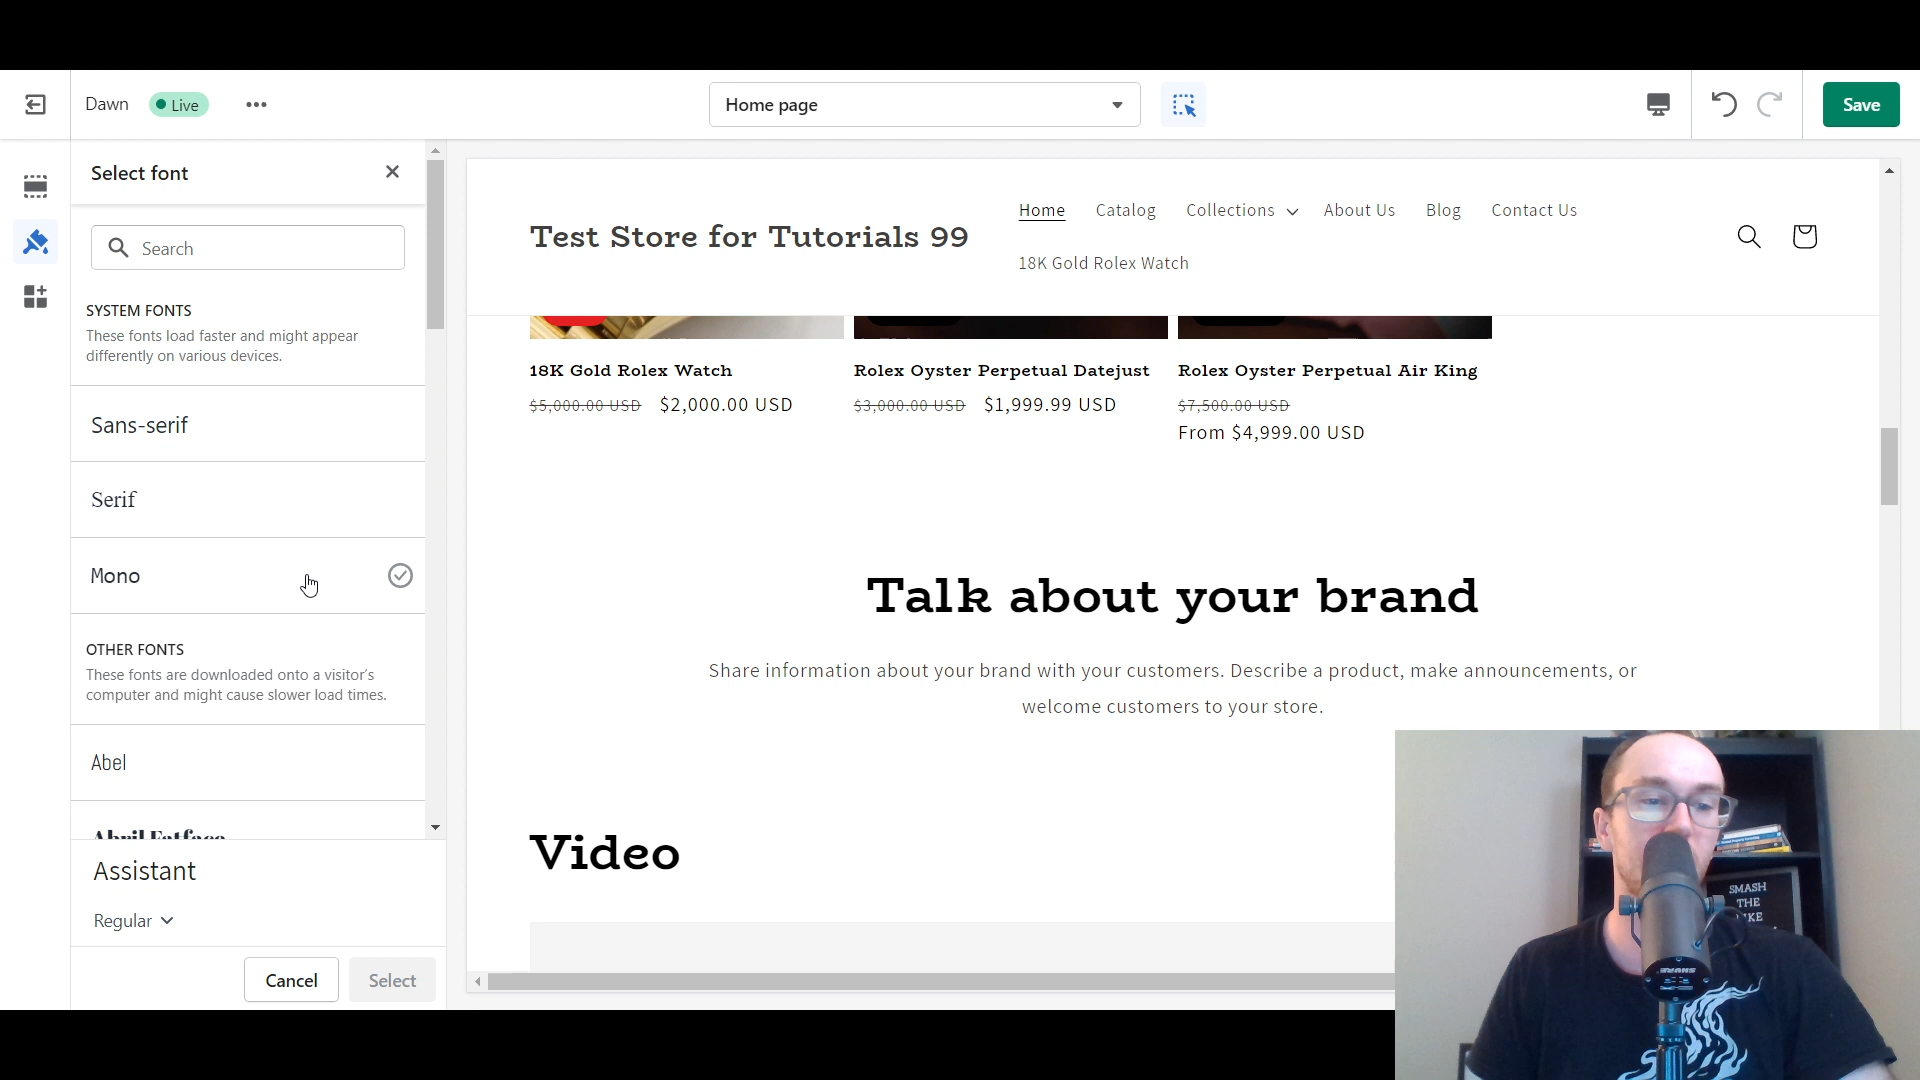 Dawn
Live
Home page
Save
Select font
Search
SYSTEM FONTS
These fonts load faster and might appear
differently on various devices.
Sans-serif
Serif
Mono
OTHER FONTS
These fonts are downloaded onto a visitor's
computer and might cause slower load times.
Abel
Abril Fatface
Assistant
Regular
Cancel
Select
Test Store for Tutorials 99
Home
Catalog
Collections
About Us
Blog
Contact Us
18K Gold Rolex Watch
18K Gold Rolex Watch
$5,000.00 USD $2,000.00 USD
Rolex Oyster Perpetual Datejust
$3,000.00 USD $1,999.99 USD
Rolex Oyster Perpetual Air King
$7,500.00 USD
From $4,999.00 USD
Talk about your brand
Share information about your brand with your customers. Describe a product, make announcements, or
welcome customers to your store.
Video
SMASH
THE
SHURE